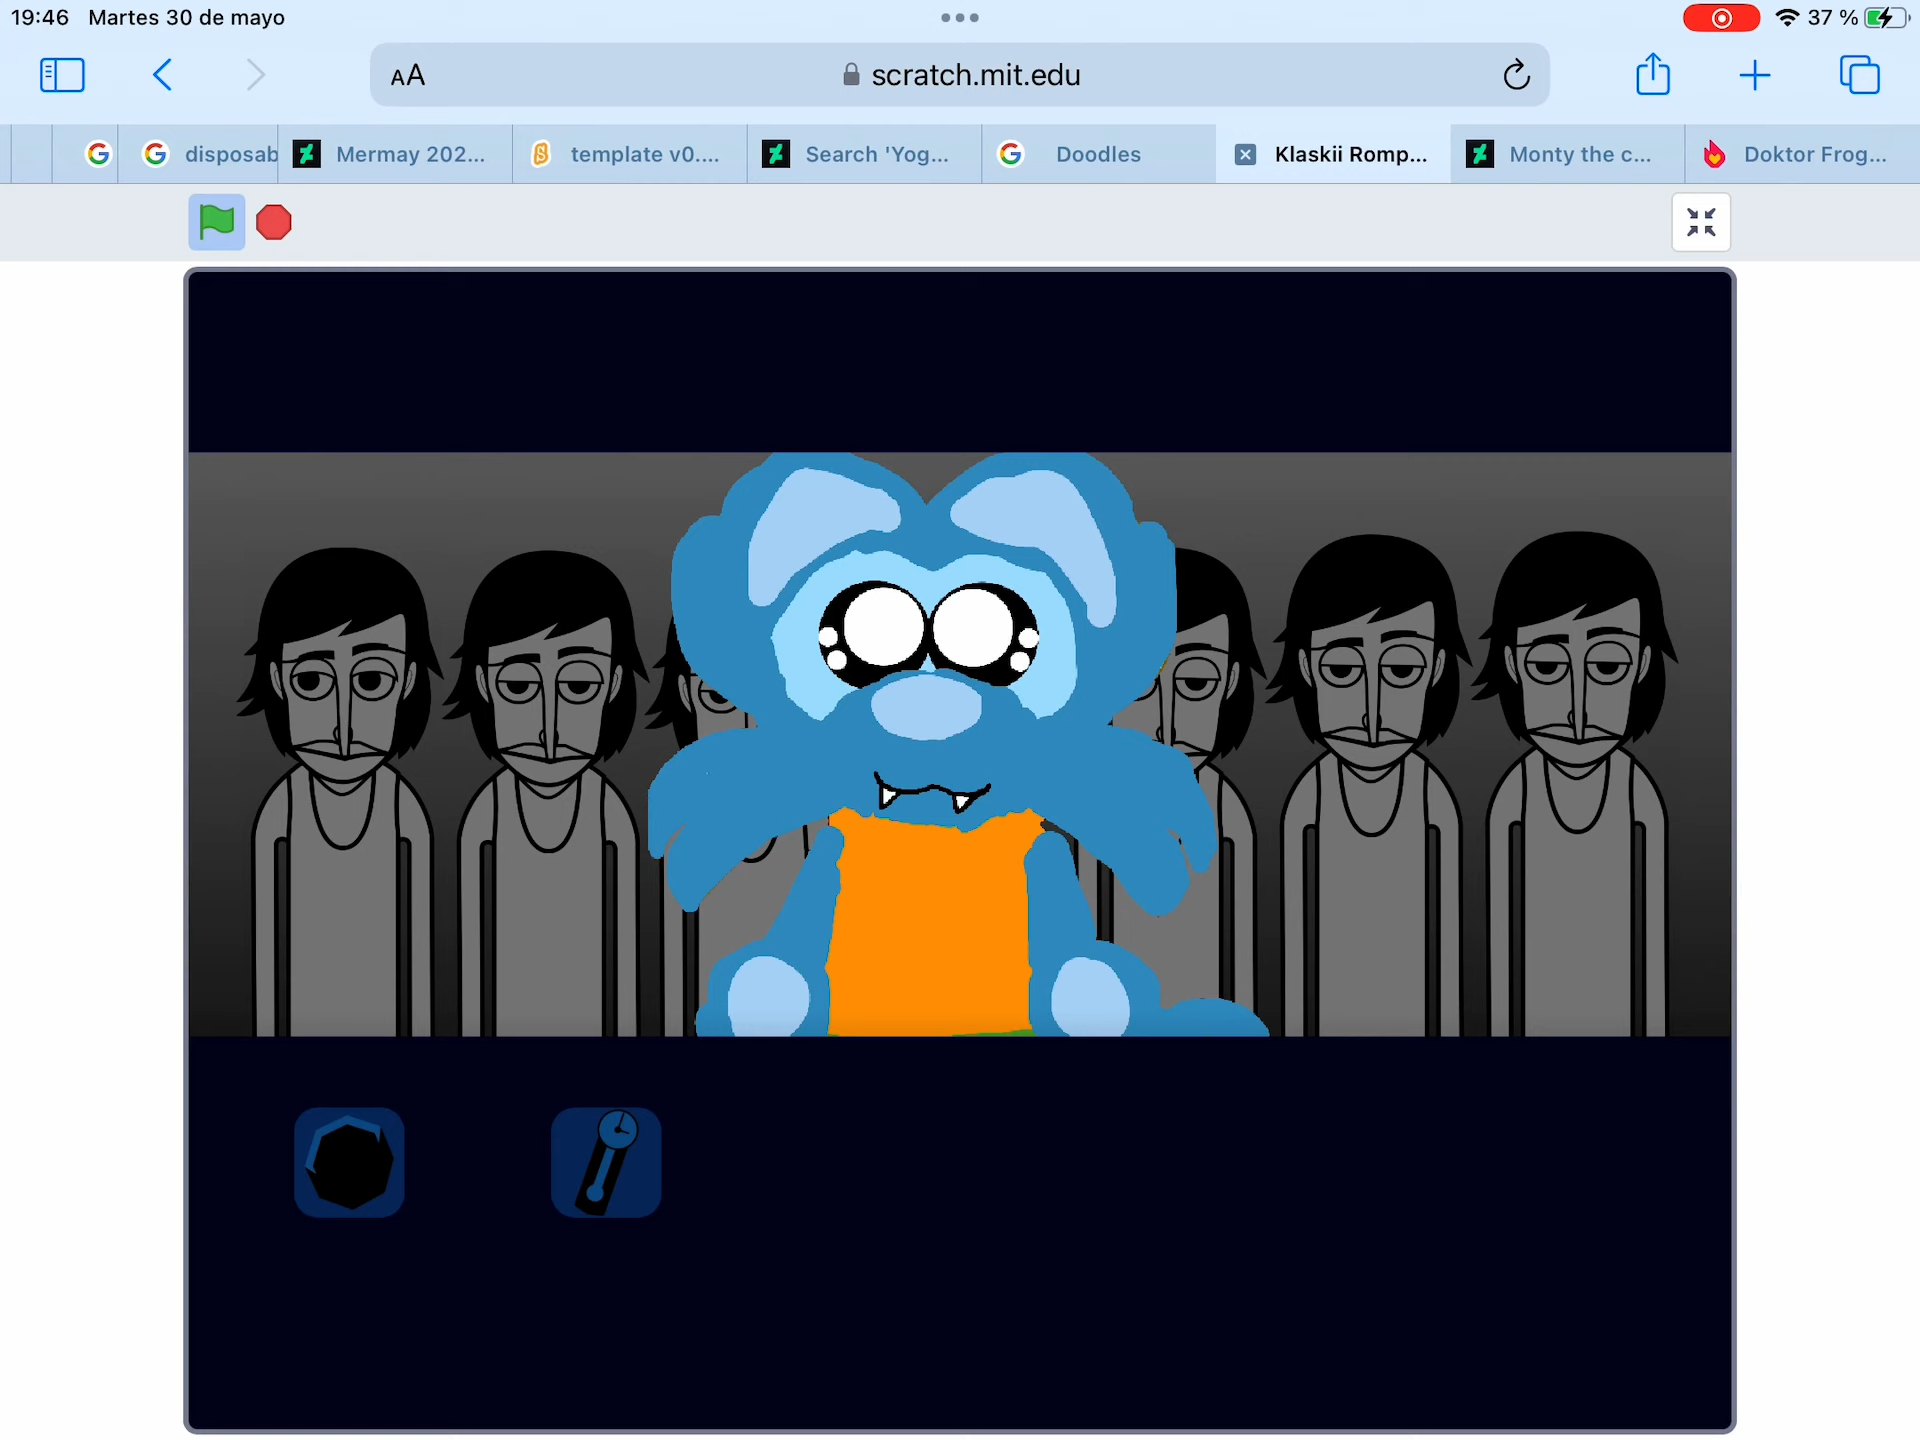 19:46 Martes 30 de mayo
37 %
AA scratch.mit.edu
disposab
Mermay 202...
template v0....
Search 'Yog...
Doodles
Klaskii Romp...
Monty the c...
Doktor Frog...